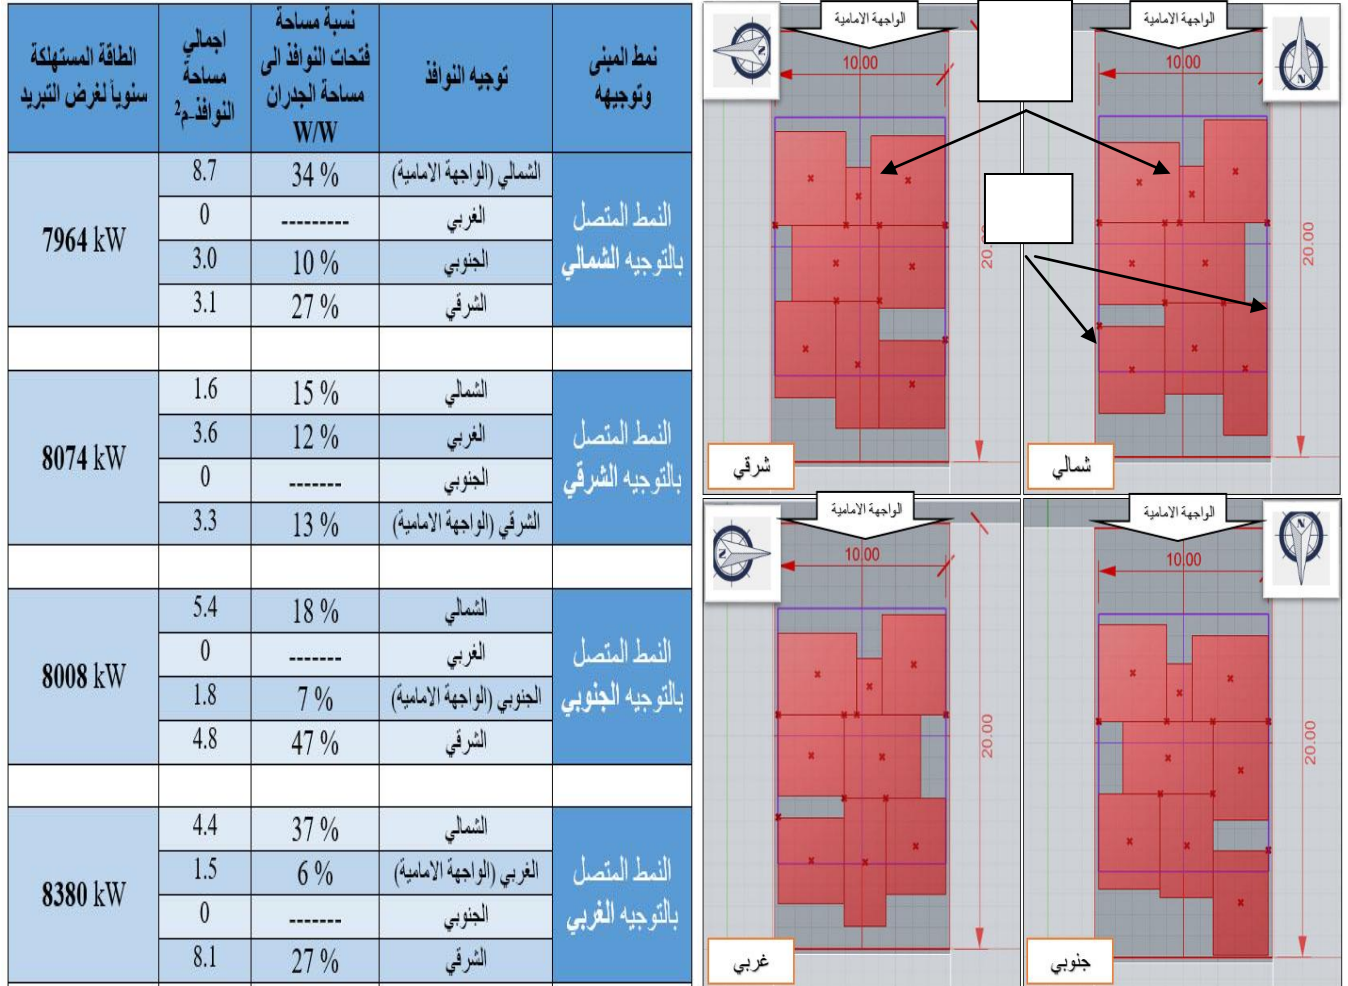 نمط المبنى وتوجيهه
توجيه النوافذ
نسبة مساحة فتحات النوافذ الى مساحة الجدران W/W
اجمالي مساحة النوافذ-م2
الطاقة المستهلكة سنوياً لغرض التبريد
النمط المتصل بالتوجيه الشمالي
الشمالي (الواجهة الامامية)
34 %
8.7
7964 kW
الغربي
---------
0
الجنوبي
10 %
3.0
الشرقي
27 %
3.1
النمط المتصل بالتوجيه الشرقي
الشمالي
15 %
1.6
8074 kW
الغربي
12 %
3.6
الجنوبي
-------
0
الشرقي (الواجهة الامامية)
13 %
3.3
النمط المتصل بالتوجيه الجنوبي
الشمالي
18 %
5.4
8008 kW
الغربي
-------
0
الجنوبي (الواجهة الامامية)
7 %
1.8
الشرقي
47 %
4.8
النمط المتصل بالتوجيه الغربي
الشمالي
37 %
4.4
8380 kW
الغربي (الواجهة الامامية)
6 %
1.5
الجنوبي
-------
0
الشرقي
27 %
8.1
الواجهة الامامية
N
10.00
20.00
شمالي
الواجهة الامامية
N
10.00
شرقي
الواجهة الامامية
N
10.00
20.00
جنوبي
الواجهة الامامية
N
10.00
20.00
غربي